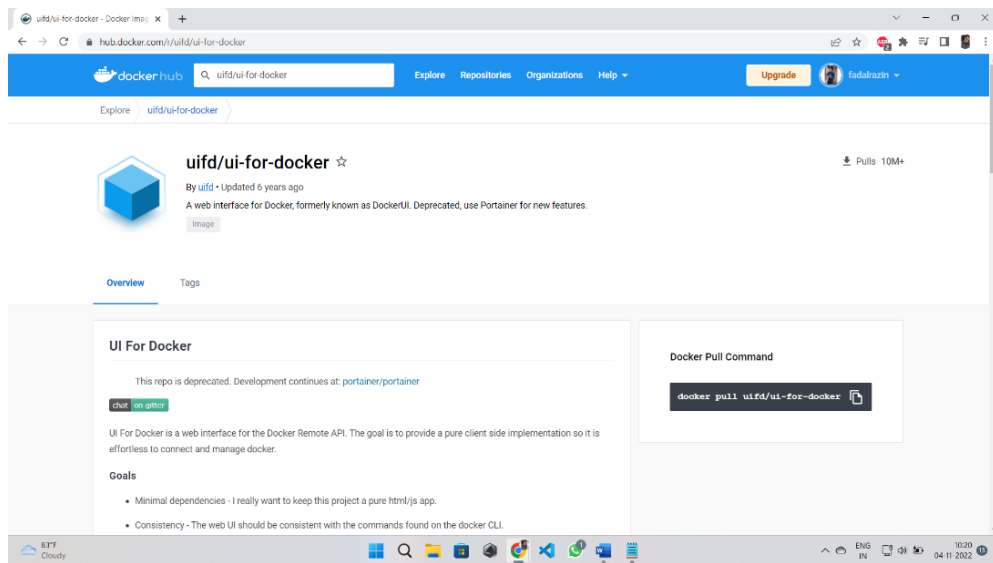 uifd/ui-for-docker - Docker Imag
hub.docker.com/r/uifd/ui-for-docker
dockerhub
uifd/ui-for-docker
Explore Repositories Organizations Help
Upgrade
fadalrazin
Explore uifd/ui-for-docker
uifd/ui-for-docker
Pulls 10M+
By uifd • Updated 6 years ago
A web interface for Docker, formerly known as DockerUI. Deprecated, use Portainer for new features.
Image
Overview Tags
UI For Docker
This repo is deprecated. Development continues at: portainer/portainer
chat on gitter
UI For Docker is a web interface for the Docker Remote API. The goal is to provide a pure client side implementation so it is
effortless to connect and manage docker.
Goals
• Minimal dependencies - I really want to keep this project a pure html/js app.
• Consistency - The web UI should be consistent with the commands found on the docker CLI.
Docker Pull Command
docker pull uifd/ui-for-docker
83°F
Cloudy
ENG
IN
10:20
04-11-2022